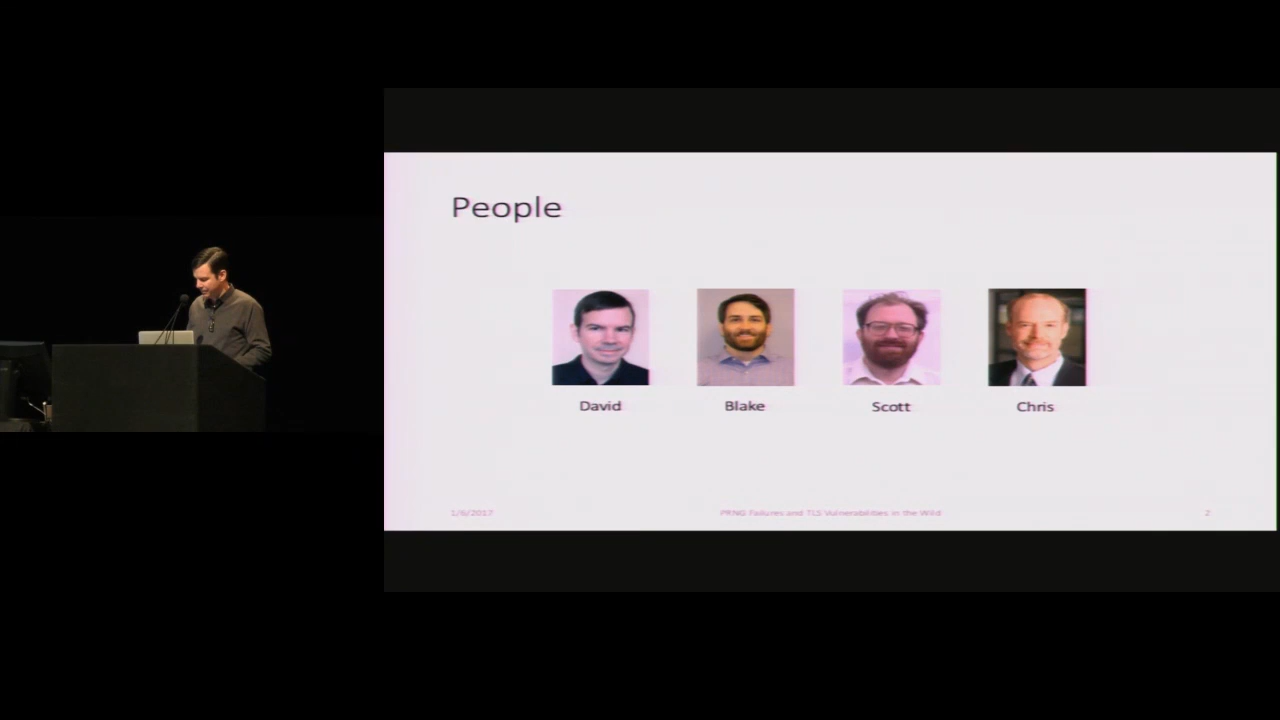 People
David
Blake
Scott
Chris
1/6/2017
PRNG Failures and TLS Vulnerabilities in the Wild
2